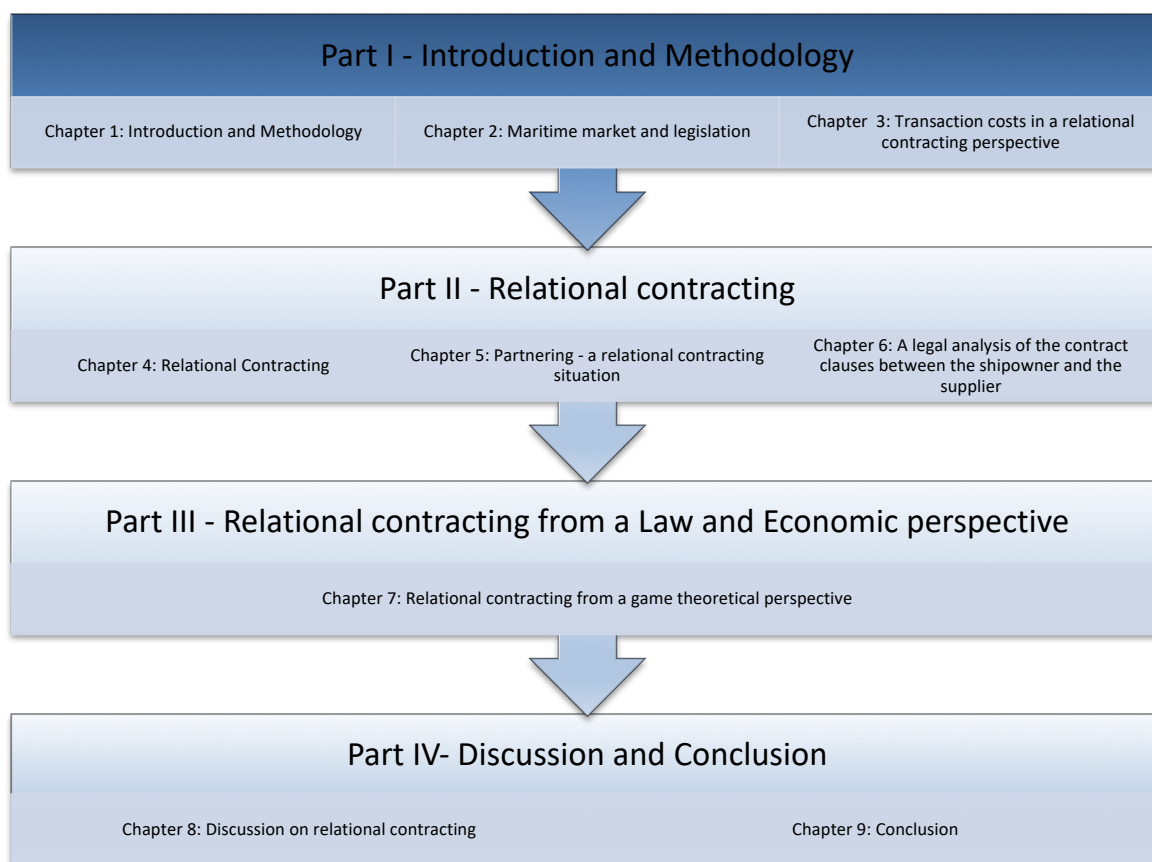 Part I - Introduction and Methodology
Chapter 1: Introduction and Methodology
Chapter 2: Maritime market and legislation
Chapter  3: Transaction costs in a relational
contracting perspective
Part II - Relational contracting
Chapter 4: Relational Contracting
Chapter 5: Partnering - a relational contracting
situation
Chapter 6: A legal analysis of the contract
clauses between the shipowner and the
supplier
Part III - Relational contracting from a Law and Economic perspective
Chapter 7: Relational contracting from a game theoretical perspective
Part IV- Discussion and Conclusion
Chapter 8: Discussion on relational contracting
Chapter 9: Conclusion